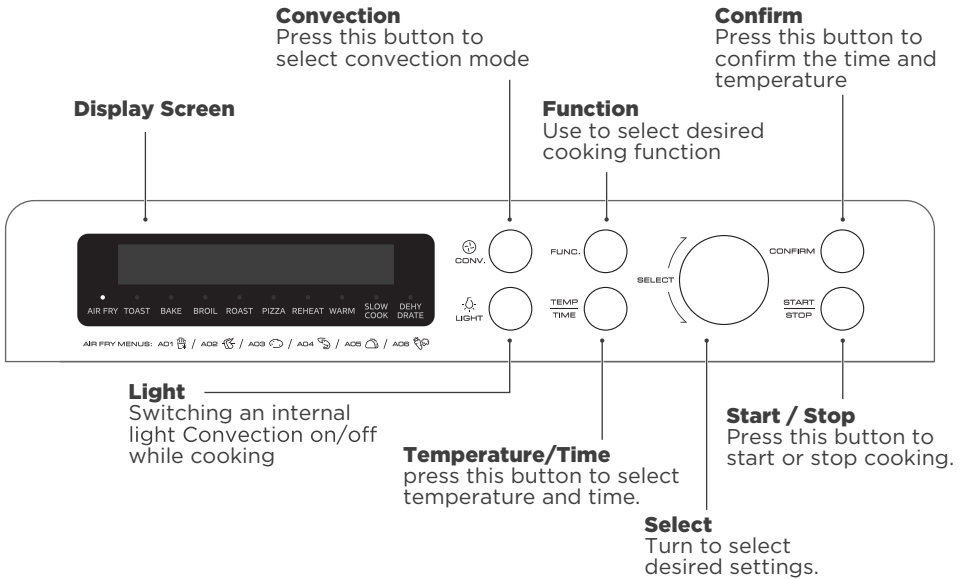 Convection
Press this button to
select convection mode
Confirm
Press this button to
confirm the time and
temperature
Display Screen
Function
Use to select desired
cooking function
CONV.
FUNC.
SELECT
CONFIRM
AIR FRY TOAST BAKE BROIL ROAST PIZZA REHEAT WARM SLOW COOK DEHY DRATE
LIGHT
TEMP
TIME
START
STOP
AIR FRY MENUS: A01 / A02 / A03 / A04 / A05 / A06
Light
Switching an internal
light Convection on/off
while cooking
Temperature/Time
press this button to select
temperature and time.
Start / Stop
Press this button to
start or stop cooking.
Select
Turn to select
desired settings.